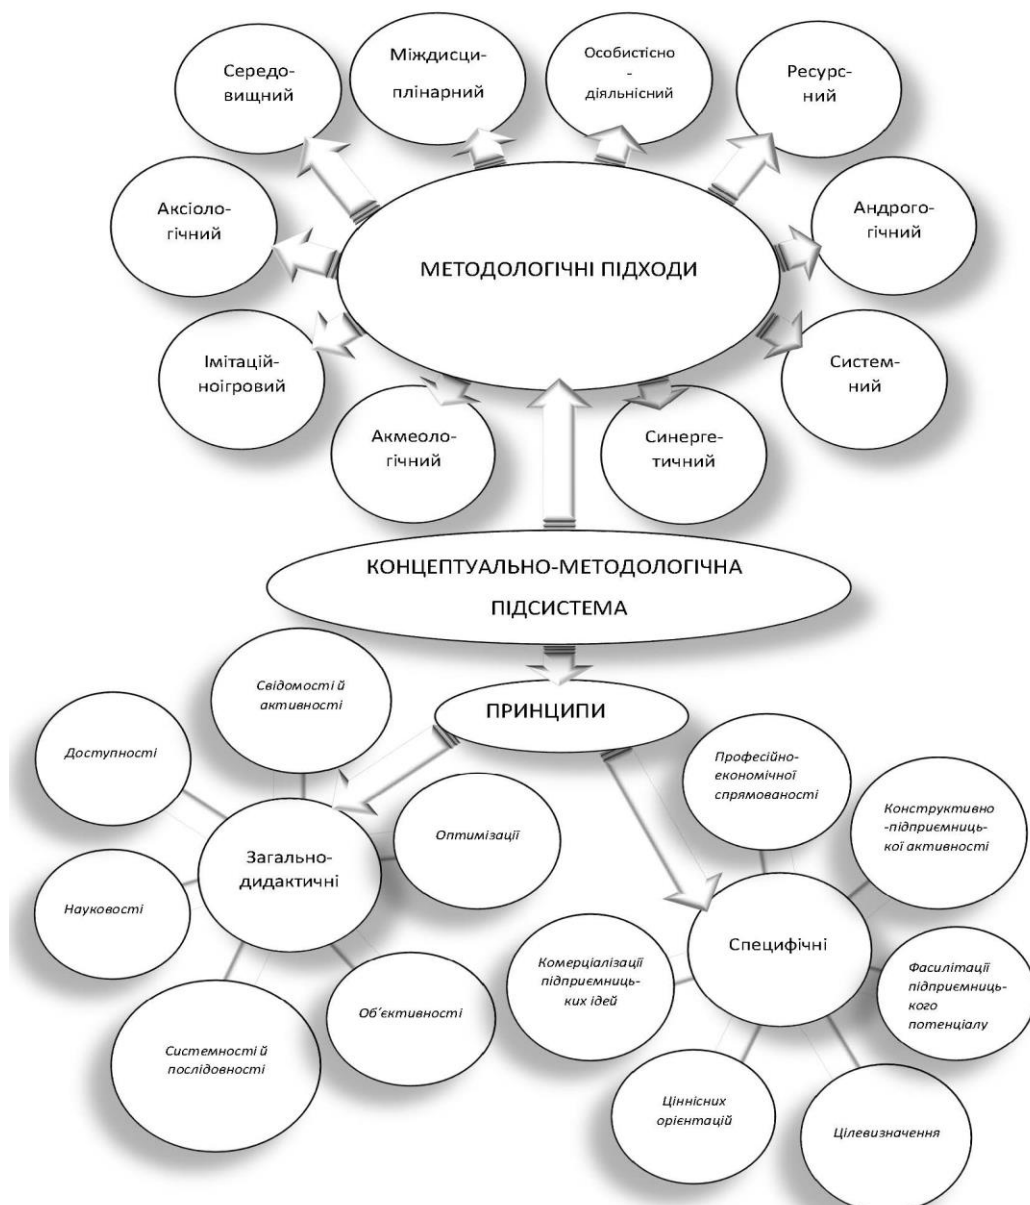 Середо-
вищний
Міждисци-
плінарний
Особистісно
-
діяльнісний
Ресурс-
ний
Аксіоло-
гічний
Андрого-
гічний
МЕТОДОЛОГІЧНІ ПІДХОДИ
Імітацій-
ноігровий
Систем-
ний
Акмеоло-
гічний
Синерге-
тичний
КОНЦЕПТУАЛЬНО-МЕТОДОЛОГІЧНА
ПІДСИСТЕМА
ПРИНЦИПИ
Свідомості й
активності
Доступності
Оптимізації
Загально-
дидактичні
Науковості
Об′єктивності
Системності й
послідовності
Професійно-
економічної
спрямованості
Конструктивно
-підприємниць-
кої активності
Специфічні
Комерціалізації
підприємниць-
ких ідей
Фасилітації
підприємниць-
кого
потенціалу
Ціннісних
орієнтацій
Цілевизначення